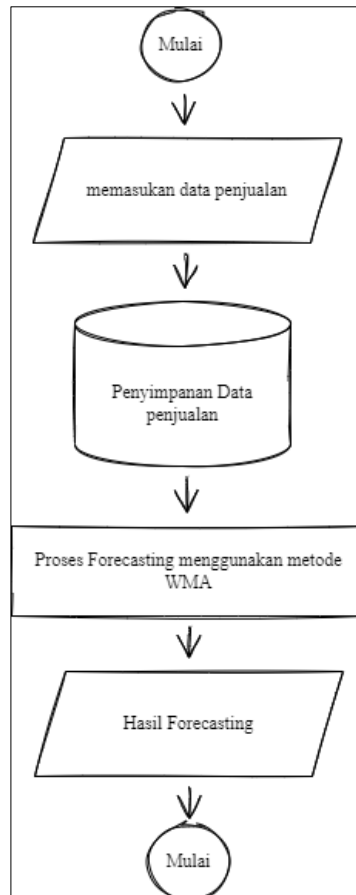 Mulai
memasukan data penjualan
Penyimpanan Data
penjualan
Proses Forecasting menggunakan metode
WMA
Hasil Forecasting
Mulai